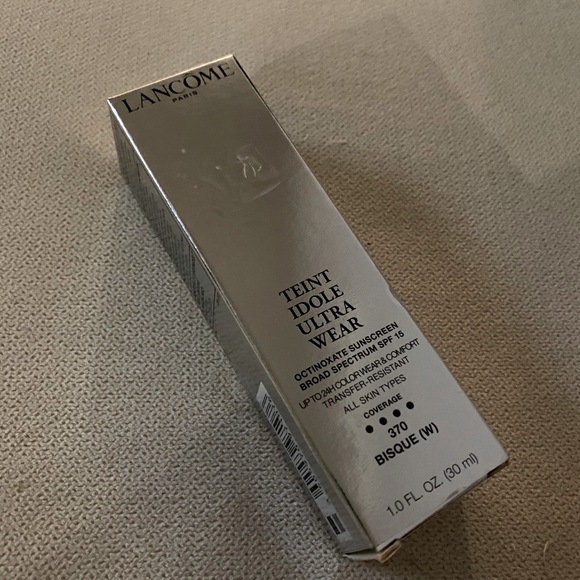 LANCÔME
PARIS
TEINT
IDOLE
ULTRA
WEAR
OCTINOXATE SUNSCREEN
BROAD SPECTRUM SPF 15
UP TO 24H COLOR WEAR & COMFORT
TRANSFER-RESISTANT
ALL SKIN TYPES
COVERAGE
370
BISQUE (W)
1.0 FL. OZ. (30 ml)